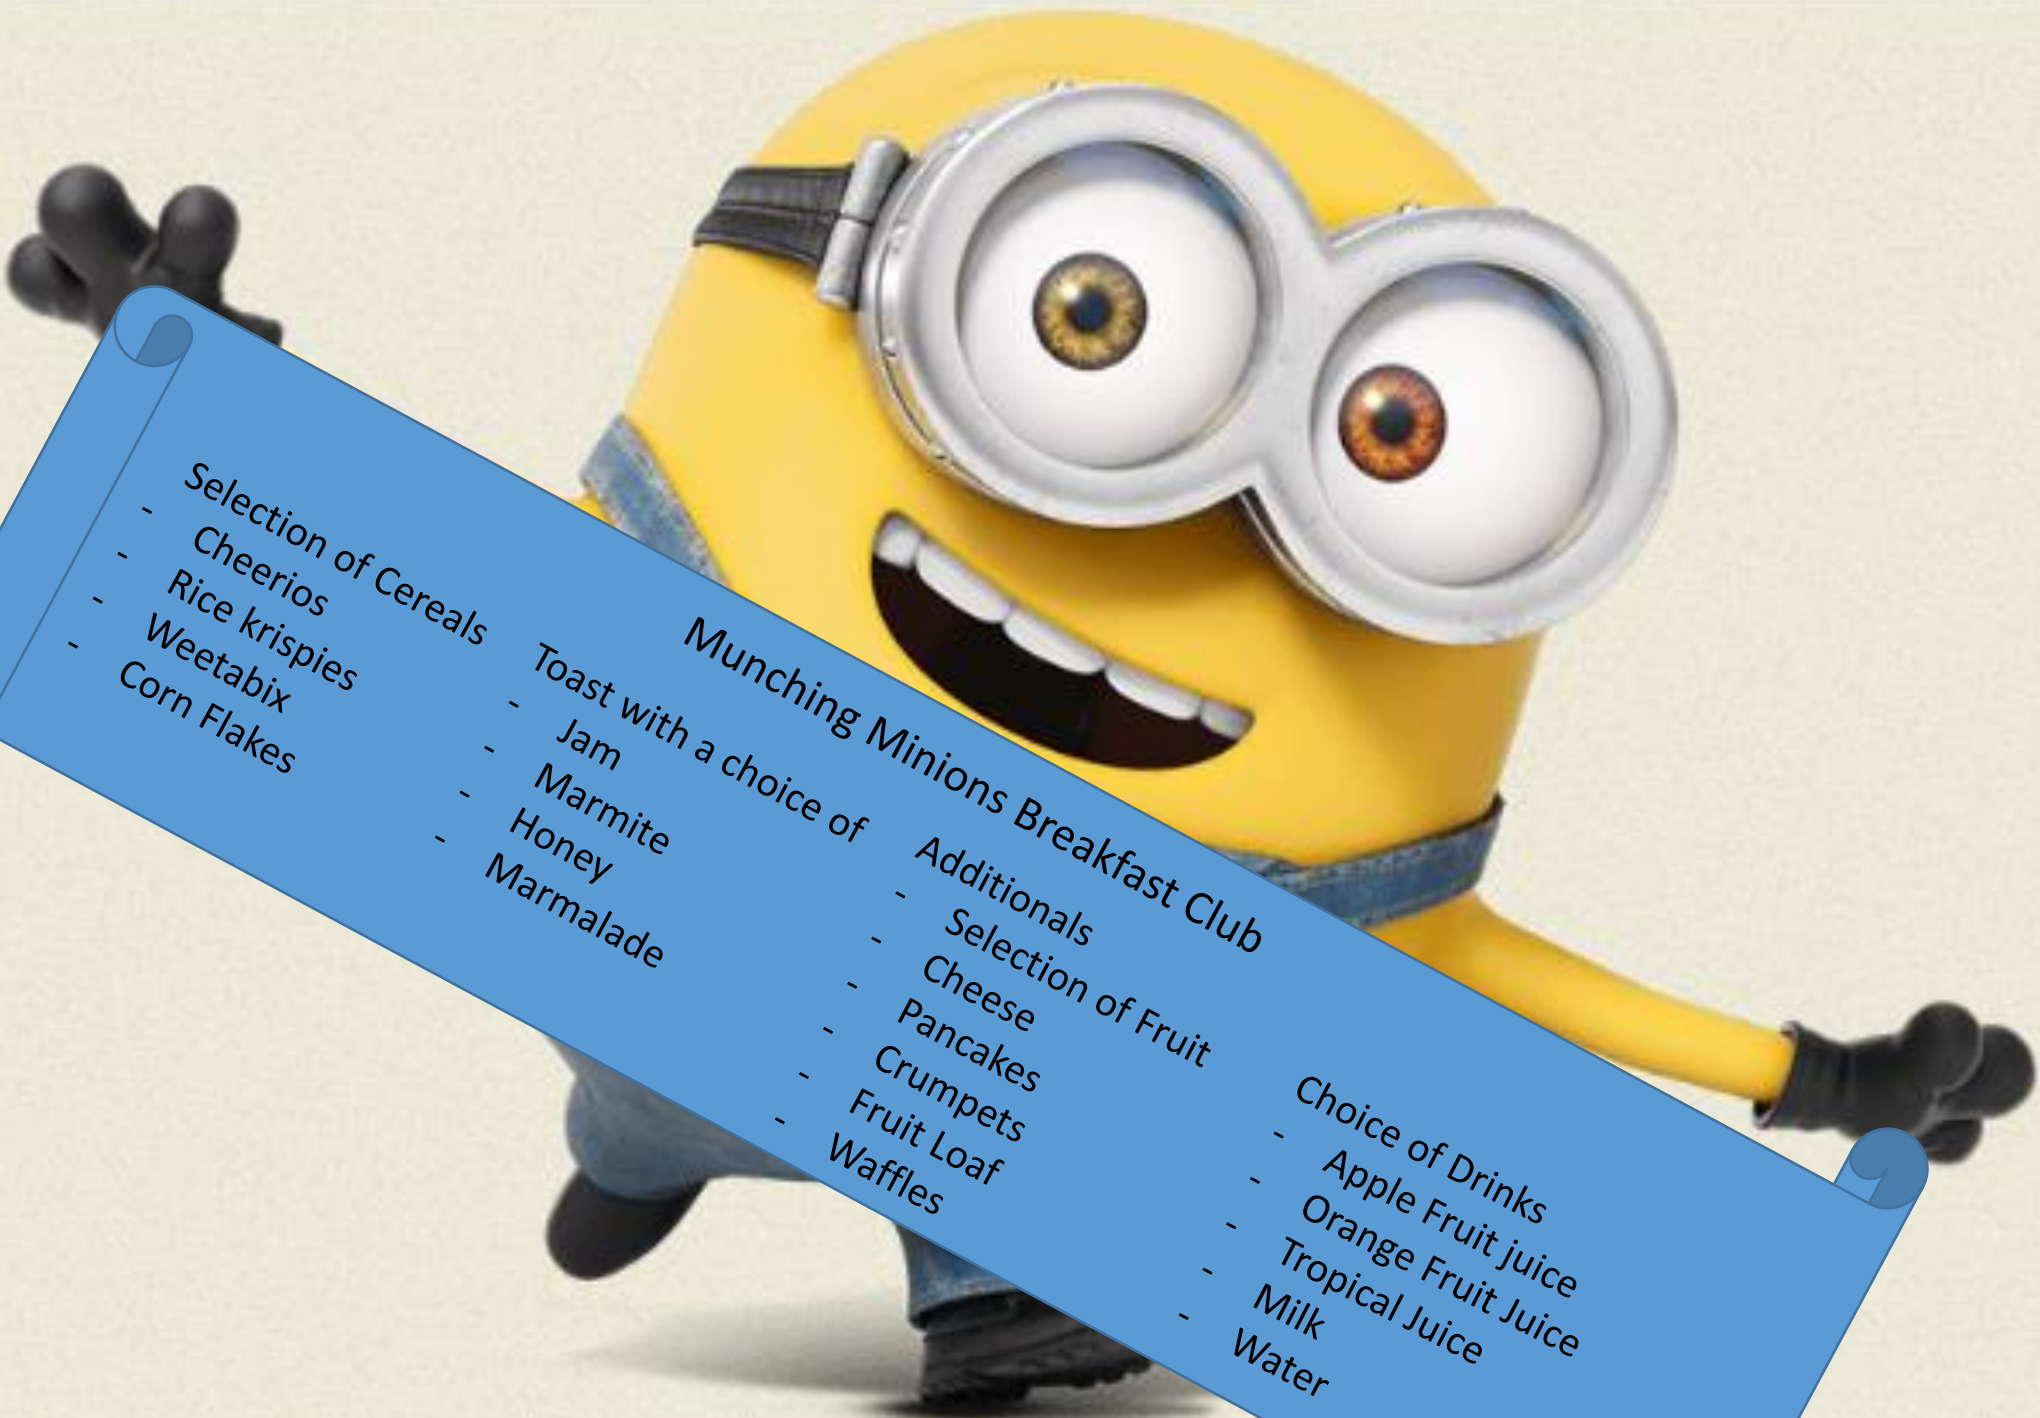 Munching Minions Breakfast Club
Selection of Cereals
- Cheerios
- Rice krispies
- Weetabix
- Corn Flakes
Toast with a choice of
- Jam
- Marmite
- Honey
- Marmalade
Additionals
- Selection of Fruit
- Cheese
- Pancakes
- Crumpets
- Fruit Loaf
- Waffles
Choice of Drinks
- Apple Fruit juice
- Orange Fruit Juice
- Tropical Juice
- Milk
- Water